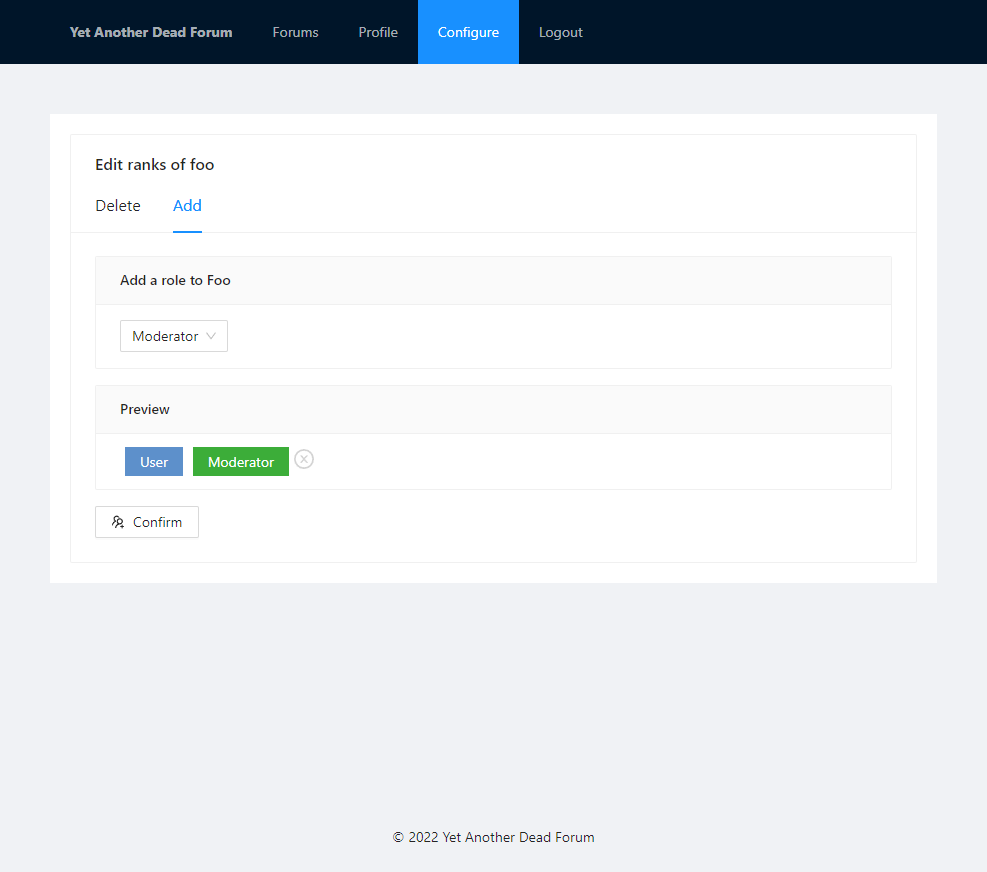 Yet Another Dead Forum Forums Profile Configure Logout
Edit ranks of foo
Delete Add
Add a role to Foo
Moderator
Preview
User Moderator
Confirm
© 2022 Yet Another Dead Forum